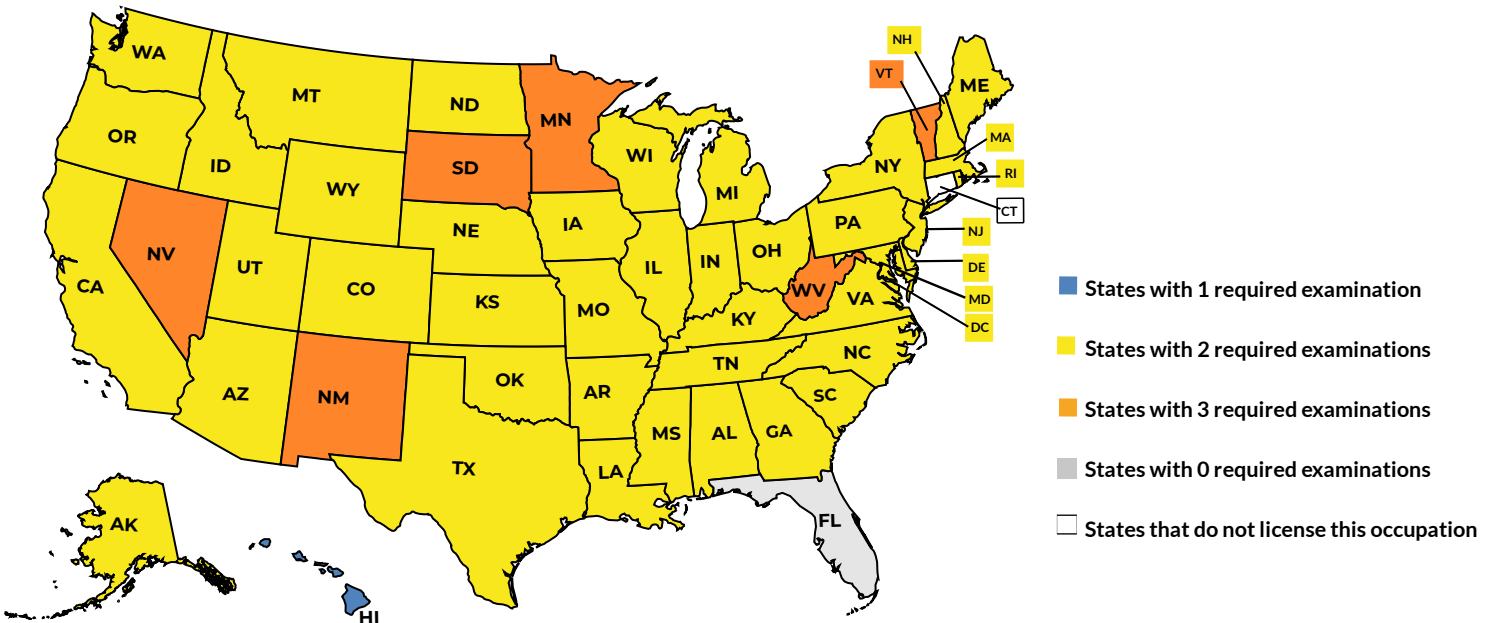 WA
MT
ND
MN
OR
ID
WY
SD
WI
MI
NY
ME
NH
VT
MA
RI
CT
NJ
DE
MD
DC
NV
UT
CO
NE
IA
IL
IN
OH
PA
CA
KS
MO
KY
WV
VA
AZ
NM
OK
AR
TN
NC
SC
TX
LA
MS
AL
GA
FL
AK
HI
States with 1 required examination
States with 2 required examinations
States with 3 required examinations
States with 0 required examinations
States that do not license this occupation